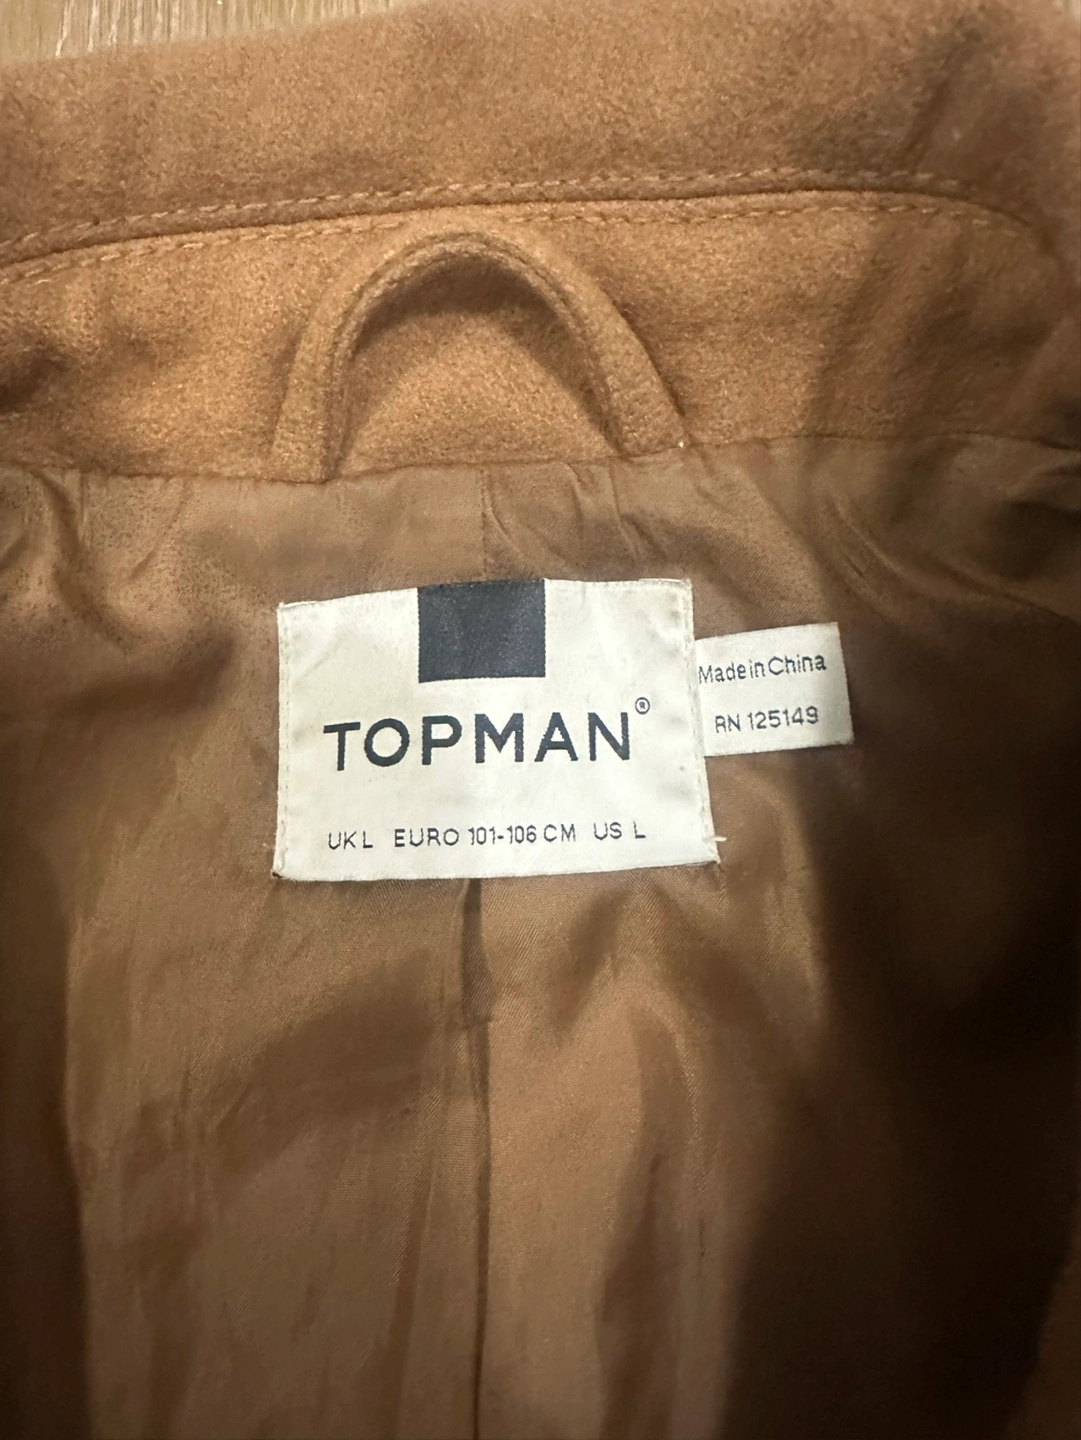 TOPMAN®
UK L EURO 101-106 CM US L
Made in China
RN 125149